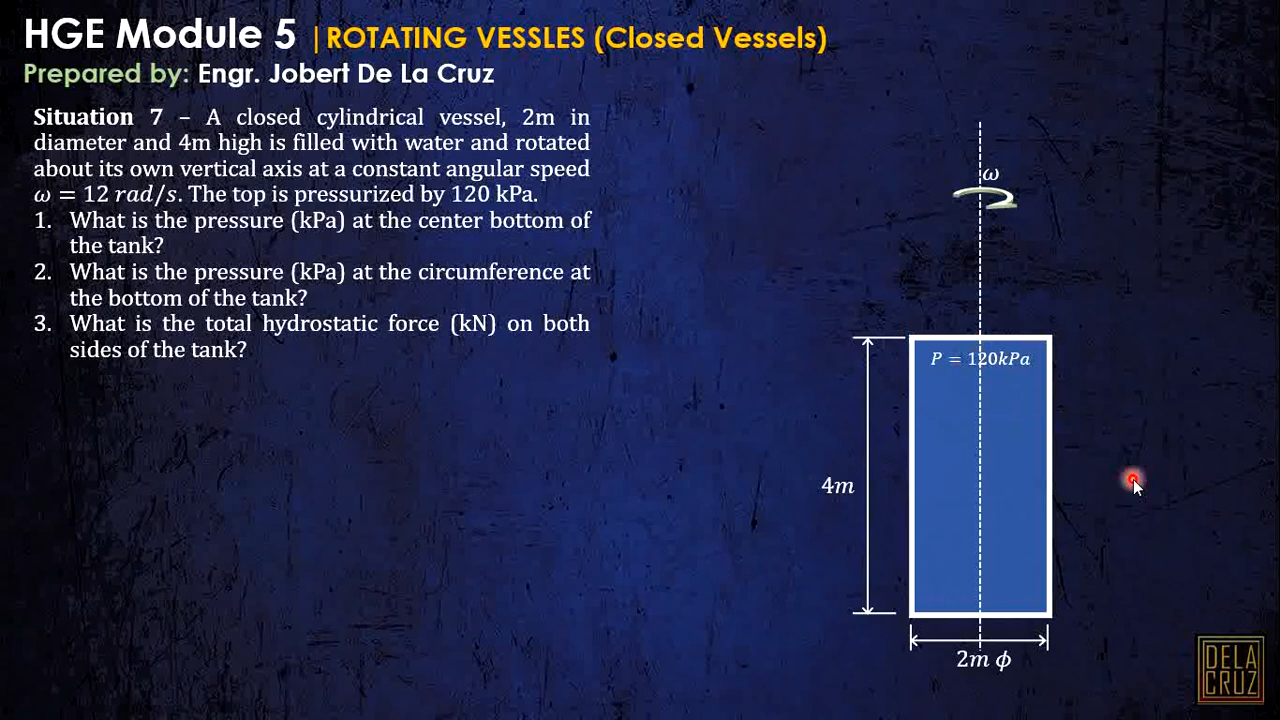 HGE Module 5 | ROTATING VESSLES (Closed Vessels)
Prepared by: Engr. Jobert De La Cruz
Situation 7 – A closed cylindrical vessel, 2m in
diameter and 4m high is filled with water and rotated
about its own vertical axis at a constant angular speed
ω = 12 rad/s. The top is pressurized by 120 kPa.
1. What is the pressure (kPa) at the center bottom of
the tank?
2. What is the pressure (kPa) at the circumference at
the bottom of the tank?
3. What is the total hydrostatic force (kN) on both
sides of the tank?
ω
P = 120kPa
4m
2m ϕ
DELA
CRUZ